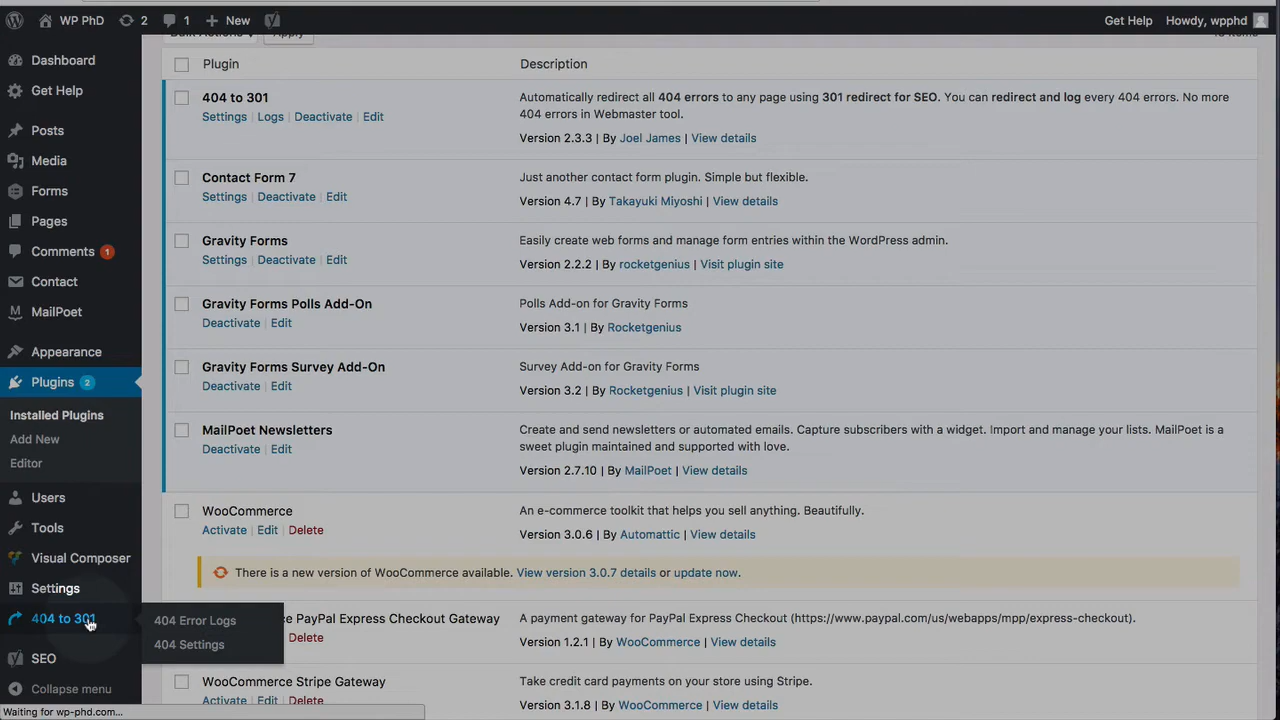 WP PhD 2 1 + New Get Help Howdy, wpphd
Bulk Actions Apply items
Dashboard
Get Help
Posts
Media
Forms
Pages
Comments 1
Contact
MailPoet
Appearance
Plugins 2
Installed Plugins
Add New
Editor
Users
Tools
Visual Composer
Settings
404 to 301
SEO
Collapse menu
404 Error Logs
404 Settings
Plugin Description
404 to 301
Settings | Logs | Deactivate | Edit
Automatically redirect all 404 errors to any page using 301 redirect for SEO. You can redirect and log every 404 errors. No more
404 errors in Webmaster tool.
Version 2.3.3 | By Joel James | View details
Contact Form 7
Settings | Deactivate | Edit
Just another contact form plugin. Simple but flexible.
Version 4.7 | By Takayuki Miyoshi | View details
Gravity Forms
Settings | Deactivate | Edit
Easily create web forms and manage form entries within the WordPress admin.
Version 2.2.2 | By rocketgenius | Visit plugin site
Gravity Forms Polls Add-On
Deactivate | Edit
Polls Add-on for Gravity Forms
Version 3.1 | By Rocketgenius
Gravity Forms Survey Add-On
Deactivate | Edit
Survey Add-on for Gravity Forms
Version 3.2 | By Rocketgenius | Visit plugin site
MailPoet Newsletters
Deactivate | Edit
Create and send newsletters or automated emails. Capture subscribers with a widget. Import and manage your lists. MailPoet is a
sweet plugin maintained and supported with love.
Version 2.7.10 | By MailPoet | View details
WooCommerce
Activate | Edit | Delete
An e-commerce toolkit that helps you sell anything. Beautifully.
Version 3.0.6 | By Automattic | View details
There is a new version of WooCommerce available. View version 3.0.7 details or update now.
ce PayPal Express Checkout Gateway
Delete
A payment gateway for PayPal Express Checkout (https://www.paypal.com/us/webapps/mpp/express-checkout).
Version 1.2.1 | By WooCommerce | View details
WooCommerce Stripe Gateway
Activate | Edit | Delete
Take credit card payments on your store using Stripe.
Version 3.1.8 | By WooCommerce | View details
Waiting for wp-phd.com...